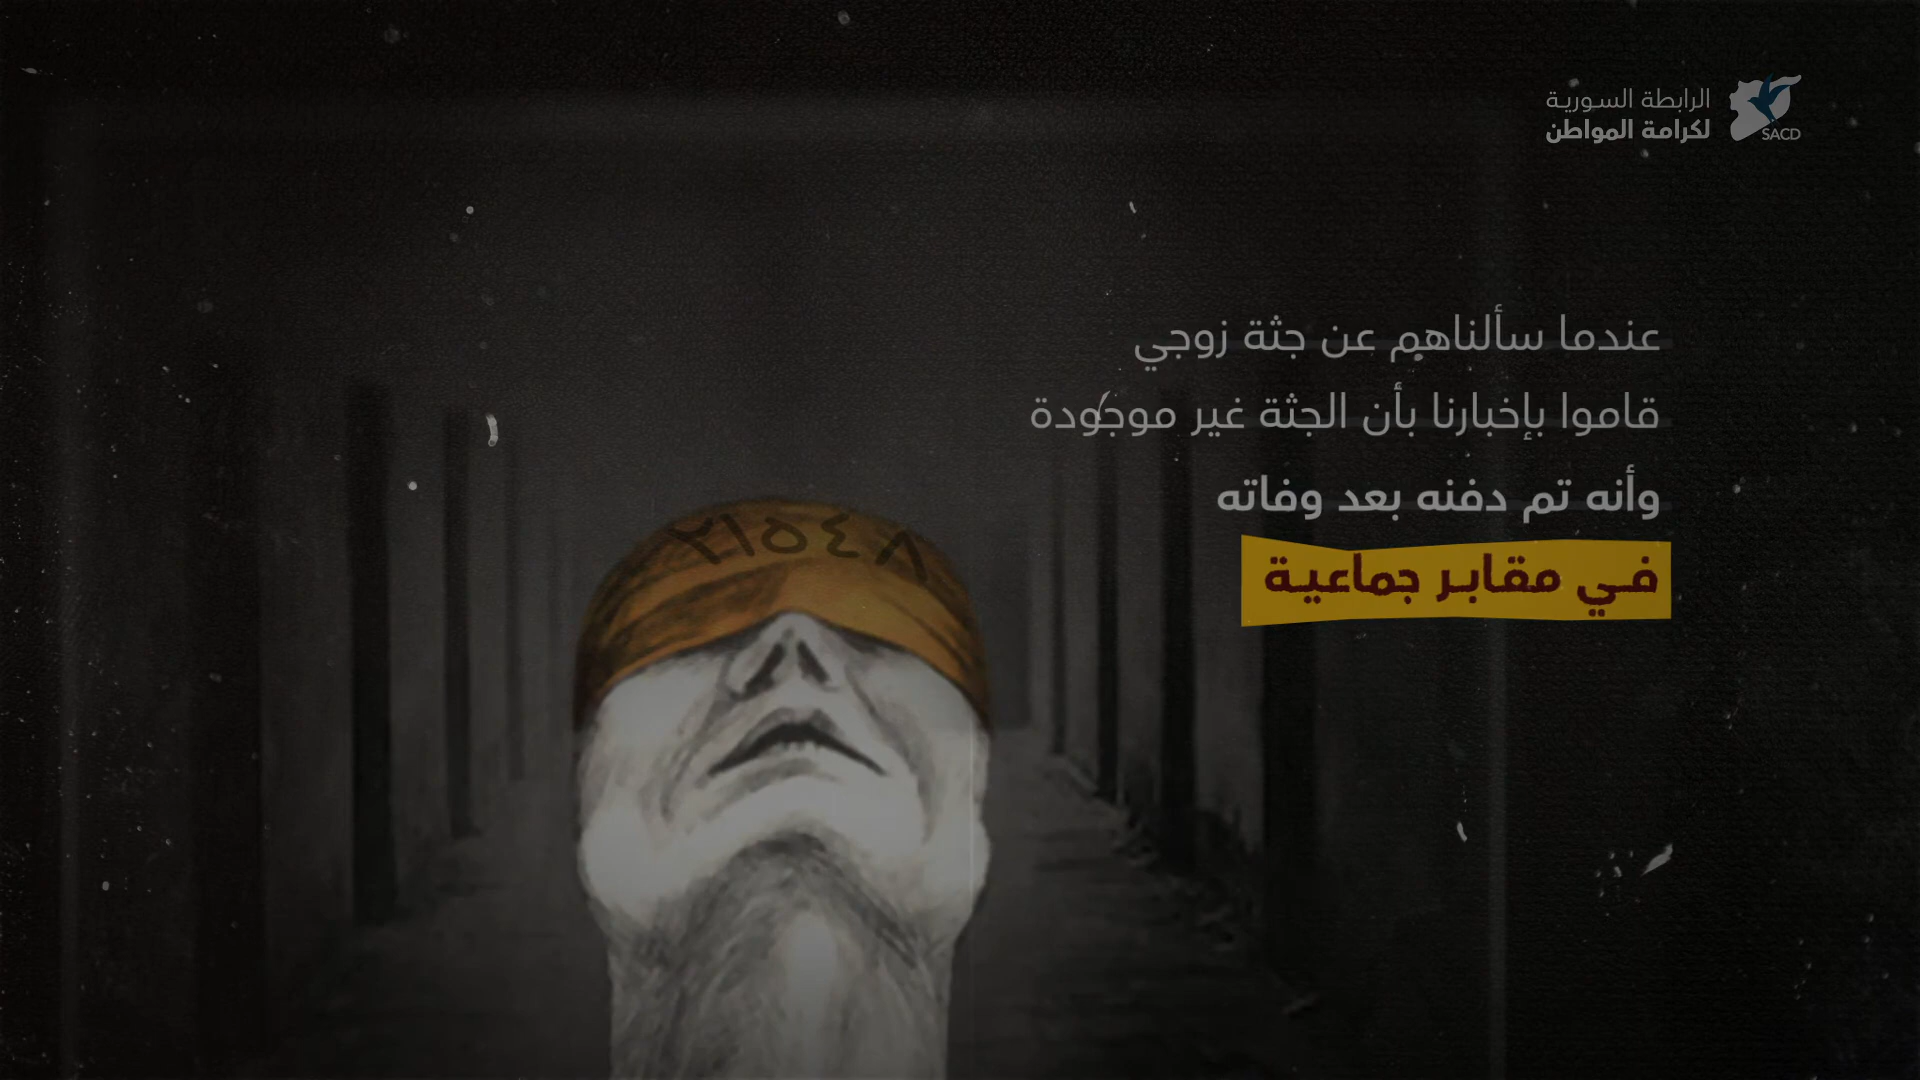 الرابطة السورية
لكرامة المواطن
SACD
عندما سألناهم عن جثة زوجي
قاموا بإخبارنا بأن الجثة غير موجودة
وأنه تم دفنه بعد وفاته
في مقابر جماعية
٢١٥٤٨